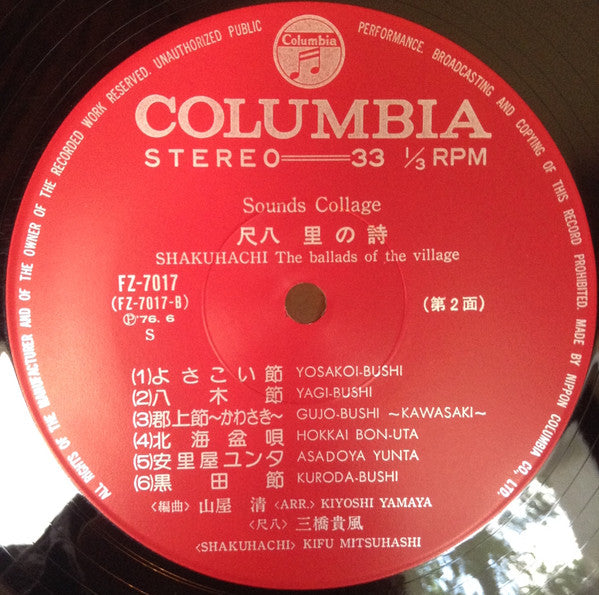 ALL RIGHTS OF THE MANUFACTURER AND OF THE OWNER OF THE RECORDED WORK RESERVED. UNAUTHORIZED PUBLIC PERFORMANCE, BROADCASTING AND COPYING OF THIS RECORD PROHIBITED. MADE BY NIPPON COLUMBIA CO., LTD.
Columbia
COLUMBIA
STEREO 33 1/3 RPM
Sounds Collage
尺八 里の詩
SHAKUHACHI The ballads of the village
FZ-7017
(FZ-7017-B)
Ⓟ'76. 6
S
(第2面)
(1)よさこい節 YOSAKOI-BUSHI
(2)八木節 YAGI-BUSHI
(3)郡上節〜かわさき〜 GUJO-BUSHI 〜KAWASAKI〜
(4)北海盆唄 HOKKAI BON-UTA
(5)安里屋ユンタ ASADOYA YUNTA
(6)黒田節 KURODA-BUSHI
〈編曲〉山屋 清 〈ARR.〉 KIYOSHI YAMAYA
〈尺八〉三橋貴風
〈SHAKUHACHI〉 KIFU MITSUHASHI